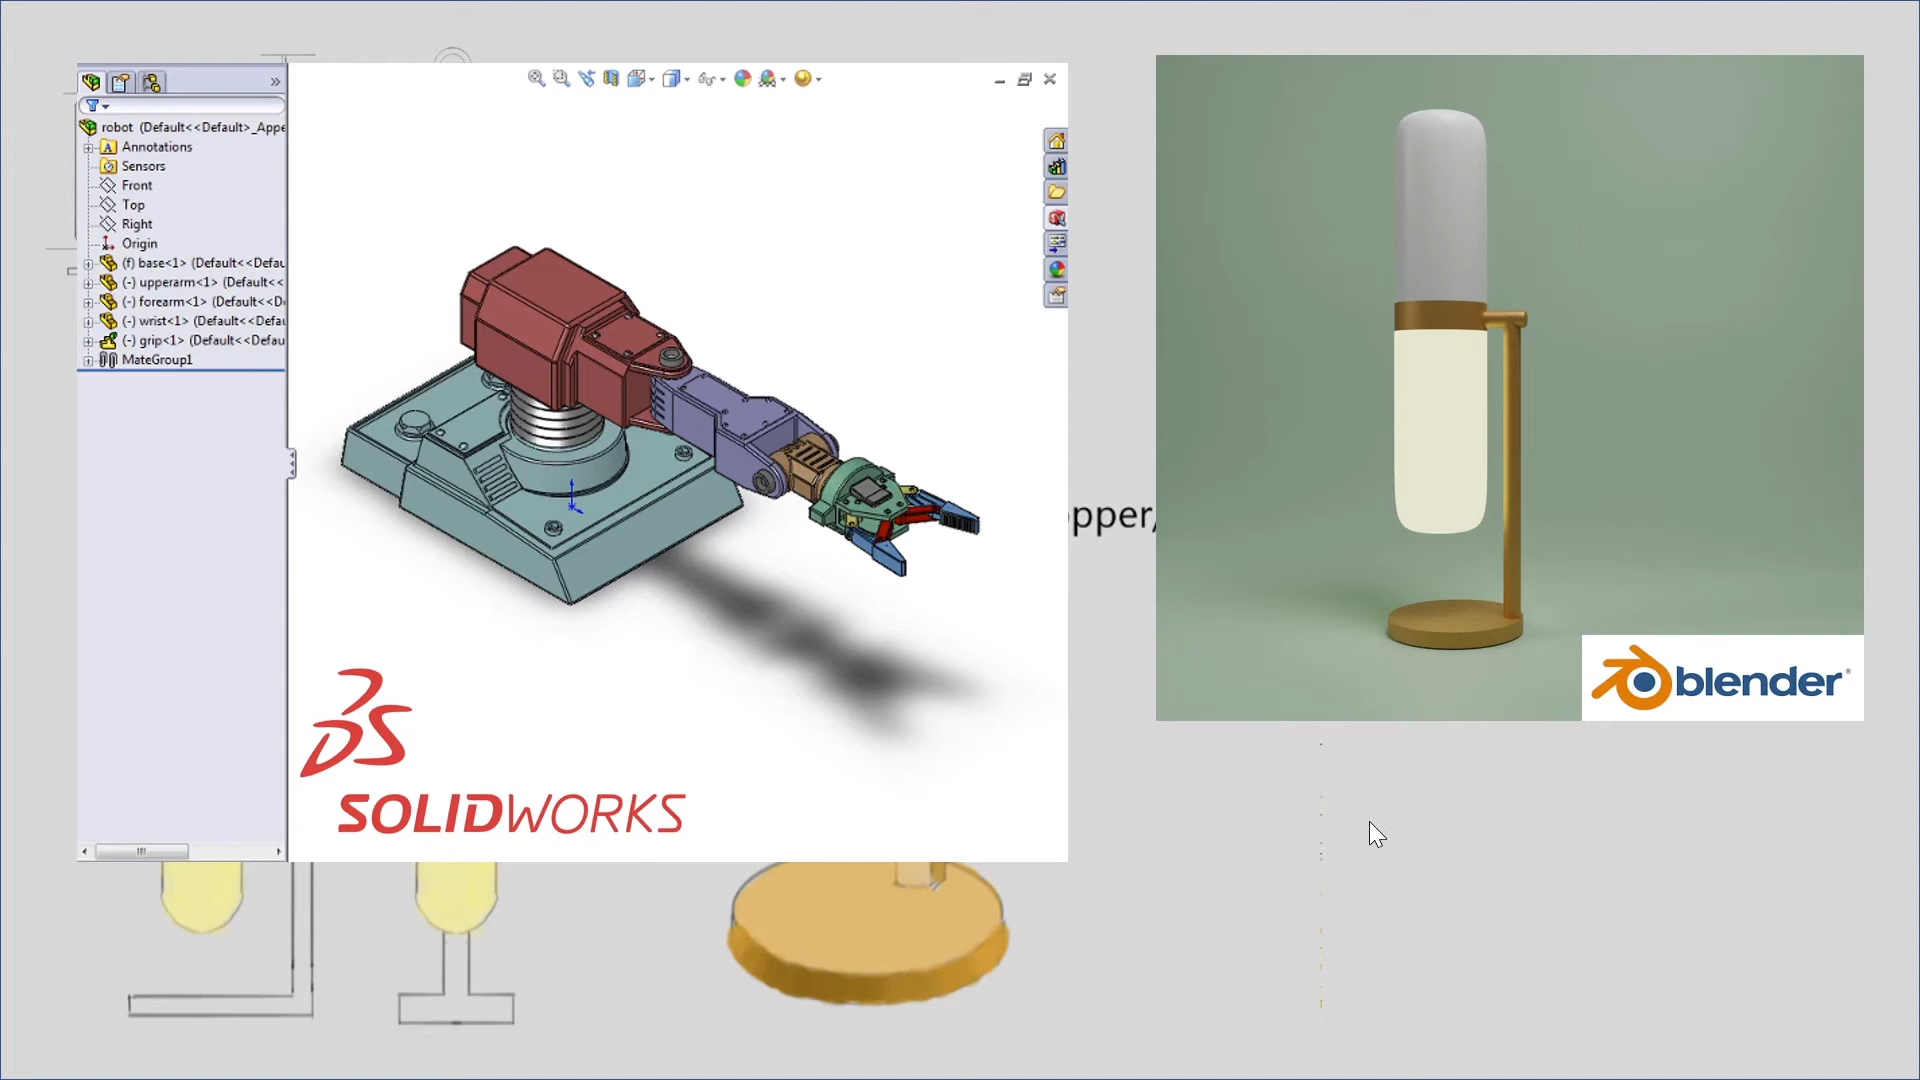 robot (Default<<Default>_Appe
Annotations
Sensors
Front
Top
Right
Origin
(f) base<1> (Default<<Defau
(-) upperarm<1> (Default<<
(-) forearm<1> (Default<<D
(-) wrist<1> (Default<<Defau
(-) grip<1> (Default<<Defau
MateGroup1
opper,
SOLIDWORKS
blender